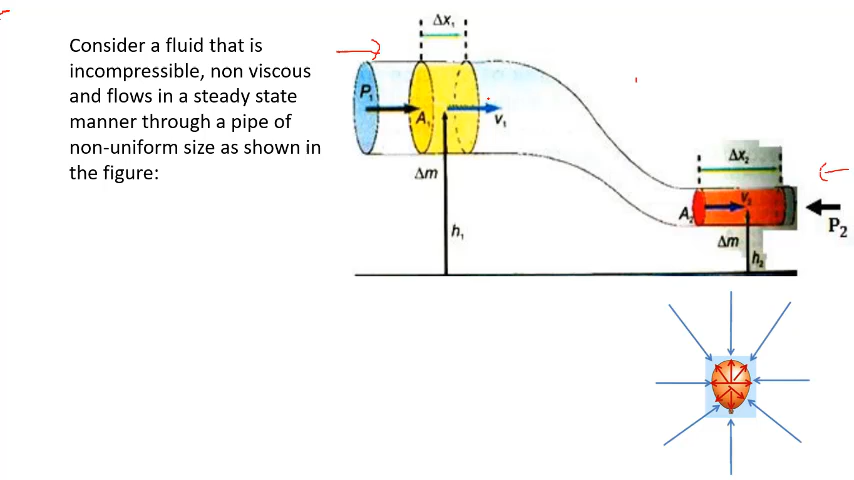 Consider a fluid that is
incompressible, non viscous
and flows in a steady state
manner through a pipe of
non-uniform size as shown in
the figure:
Δx₁
P₁
A₁
v₁
Δm
h₁
Δx₂
v₂
A₂
P₂
Δm
h₂